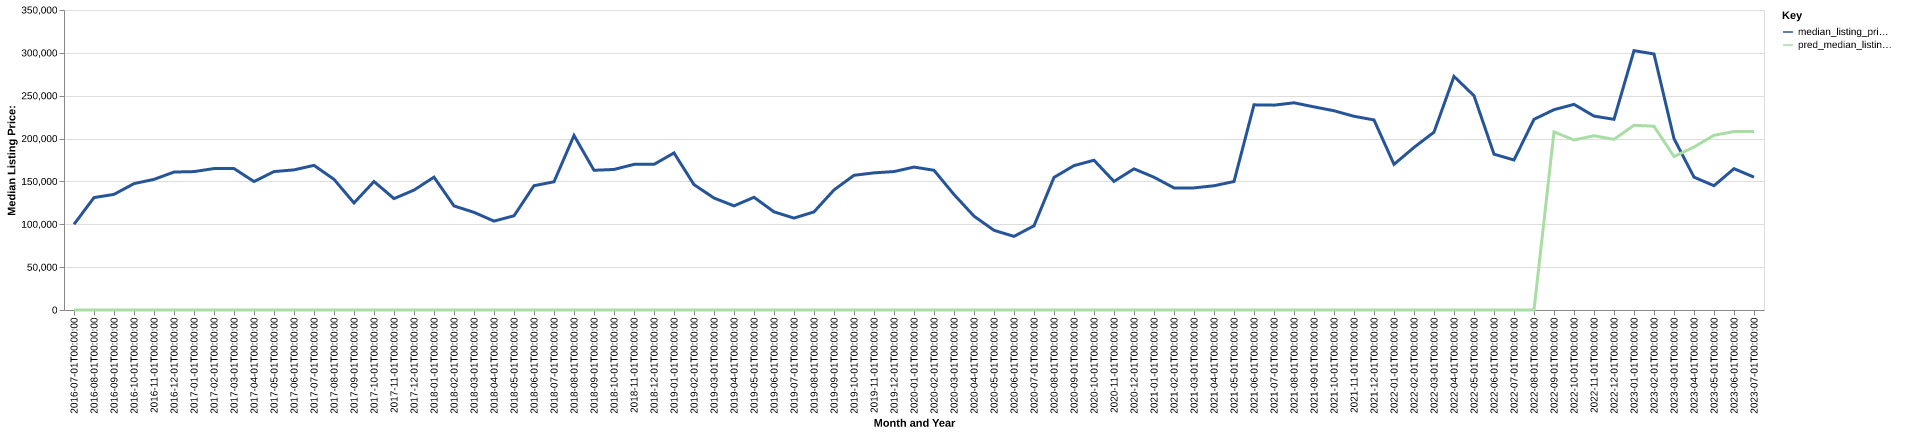 350,000
300,000
250,000
200,000
150,000
100,000
50,000
0
Median Listing Price:
2016-07-01T00:00:00
2016-08-01T00:00:00
2016-09-01T00:00:00
2016-10-01T00:00:00
2016-11-01T00:00:00
2016-12-01T00:00:00
2017-01-01T00:00:00
2017-02-01T00:00:00
2017-03-01T00:00:00
2017-04-01T00:00:00
2017-05-01T00:00:00
2017-06-01T00:00:00
2017-07-01T00:00:00
2017-08-01T00:00:00
2017-09-01T00:00:00
2017-10-01T00:00:00
2017-11-01T00:00:00
2017-12-01T00:00:00
2018-01-01T00:00:00
2018-02-01T00:00:00
2018-03-01T00:00:00
2018-04-01T00:00:00
2018-05-01T00:00:00
2018-06-01T00:00:00
2018-07-01T00:00:00
2018-08-01T00:00:00
2018-09-01T00:00:00
2018-10-01T00:00:00
2018-11-01T00:00:00
2018-12-01T00:00:00
2019-01-01T00:00:00
2019-02-01T00:00:00
2019-03-01T00:00:00
2019-04-01T00:00:00
2019-05-01T00:00:00
2019-06-01T00:00:00
2019-07-01T00:00:00
2019-08-01T00:00:00
2019-09-01T00:00:00
2019-10-01T00:00:00
2019-11-01T00:00:00
2019-12-01T00:00:00
2020-01-01T00:00:00
2020-02-01T00:00:00
2020-03-01T00:00:00
2020-04-01T00:00:00
2020-05-01T00:00:00
2020-06-01T00:00:00
2020-07-01T00:00:00
2020-08-01T00:00:00
2020-09-01T00:00:00
2020-10-01T00:00:00
2020-11-01T00:00:00
2020-12-01T00:00:00
2021-01-01T00:00:00
2021-02-01T00:00:00
2021-03-01T00:00:00
2021-04-01T00:00:00
2021-05-01T00:00:00
2021-06-01T00:00:00
2021-07-01T00:00:00
2021-08-01T00:00:00
2021-09-01T00:00:00
2021-10-01T00:00:00
2021-11-01T00:00:00
2021-12-01T00:00:00
2022-01-01T00:00:00
2022-02-01T00:00:00
2022-03-01T00:00:00
2022-04-01T00:00:00
2022-05-01T00:00:00
2022-06-01T00:00:00
2022-07-01T00:00:00
2022-08-01T00:00:00
2022-09-01T00:00:00
2022-10-01T00:00:00
2022-11-01T00:00:00
2022-12-01T00:00:00
2023-01-01T00:00:00
2023-02-01T00:00:00
2023-03-01T00:00:00
2023-04-01T00:00:00
2023-05-01T00:00:00
2023-06-01T00:00:00
2023-07-01T00:00:00
Month and Year
Key
median_listing_pri…
pred_median_listin…